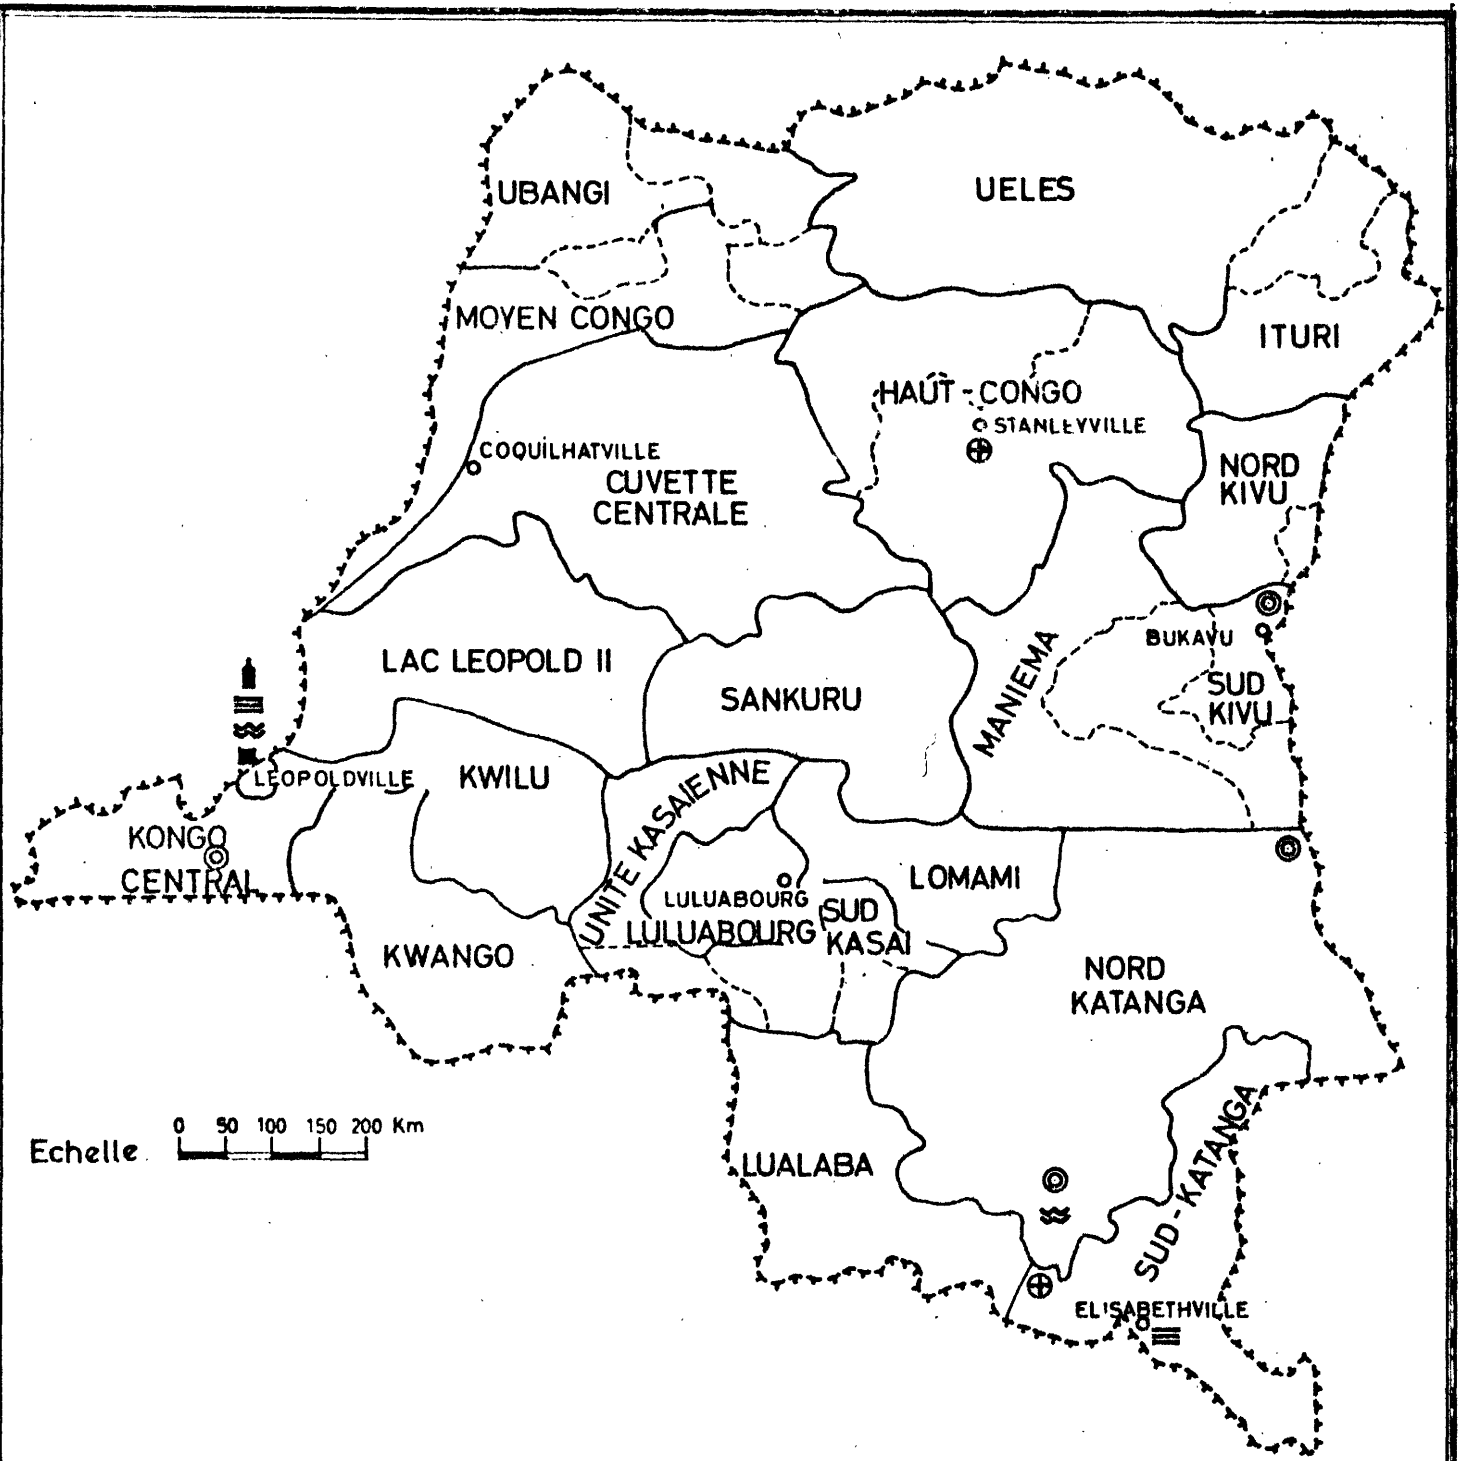 UBANGI
UELES
MOYEN CONGO
ITURI
HAUT-CONGO
STANLEYVILLE
COQUILHATVILLE
CUVETTE
CENTRALE
NORD
KIVU
BUKAVU
LAC LEOPOLD II
SANKURU
MANIEMA
SUD
KIVU
LEOPOLDVILLE
KWILU
UNITE KASAIENNE
KONGO
CENTRAL
LOMAMI
LULUABOURG
LULUABOURG
SUD
KASAI
KWANGO
NORD
KATANGA
0 50 100 150 200 Km
Echelle
LUALABA
SUD-KATANGA
ELISABETHVILLE